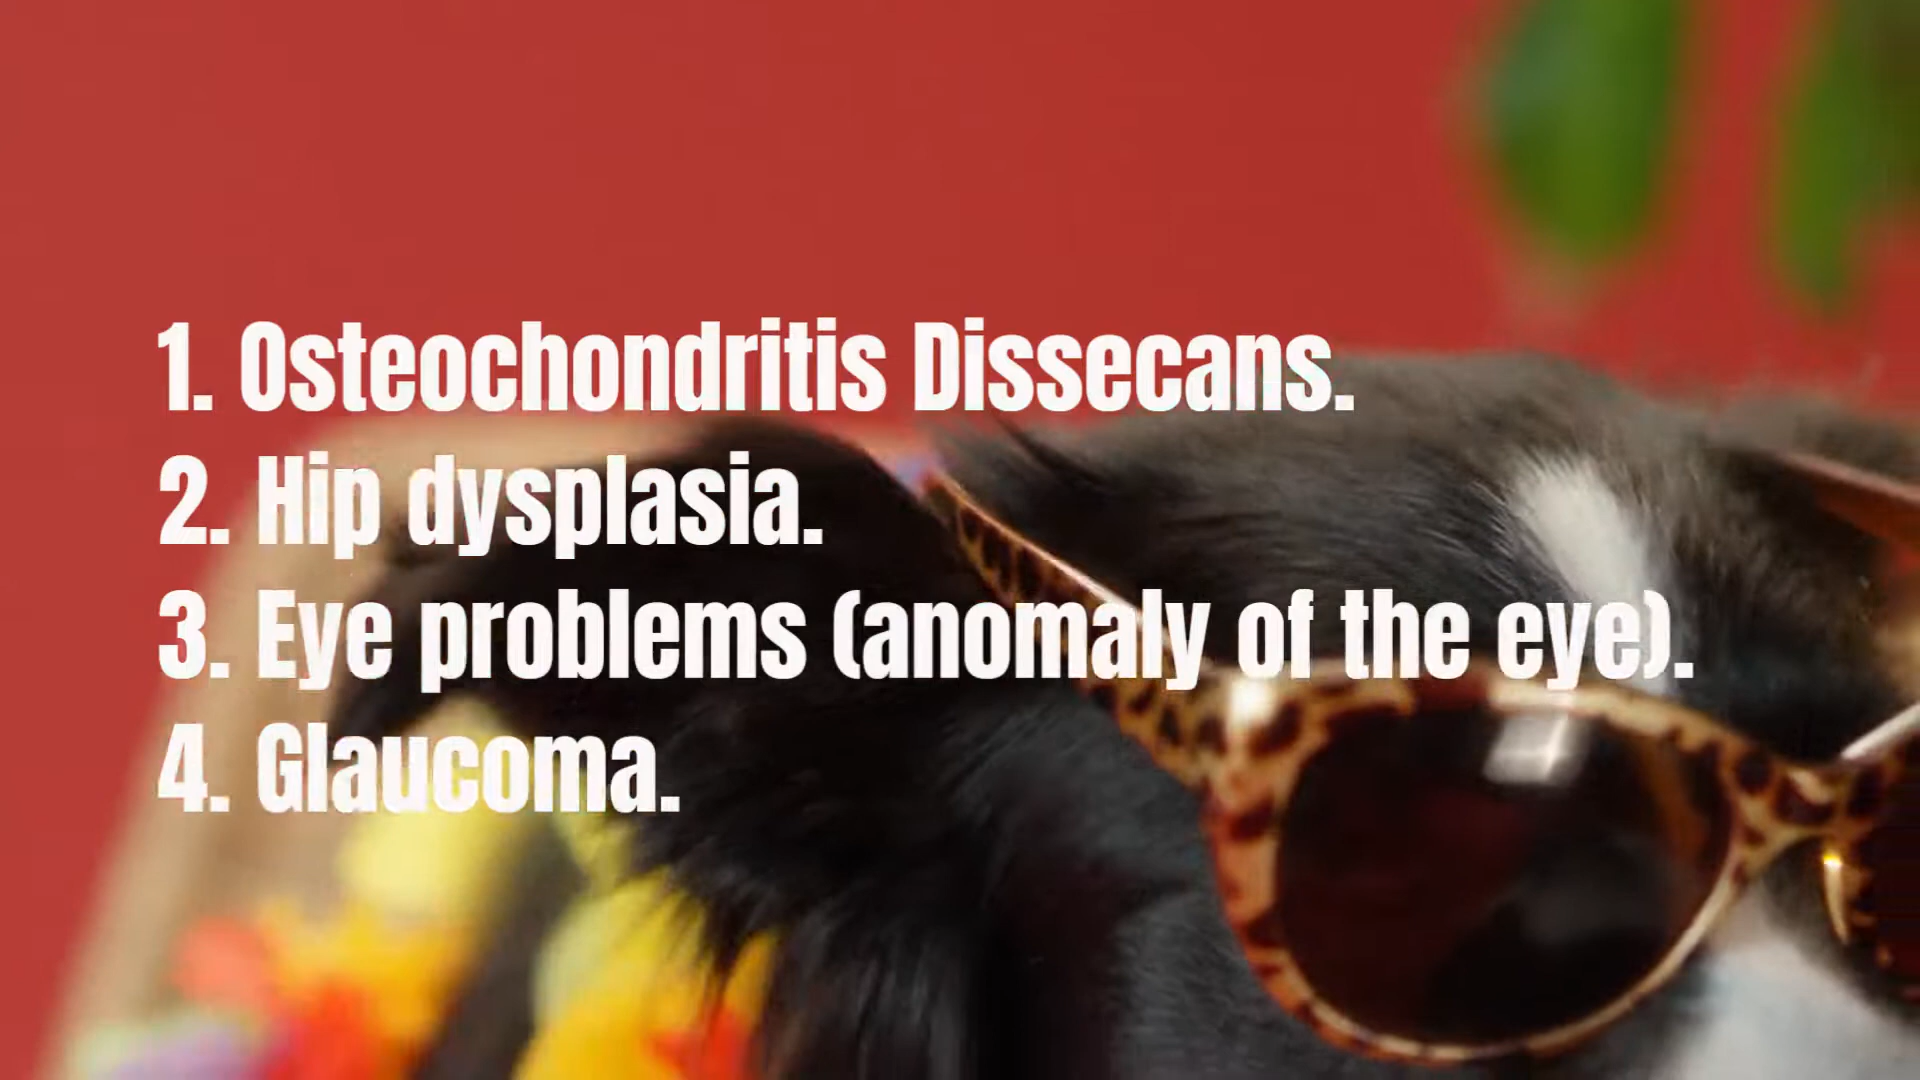 1. Osteochondritis Dissecans.
2. Hip dysplasia.
3. Eye problems (anomaly of the eye).
4. Glaucoma.